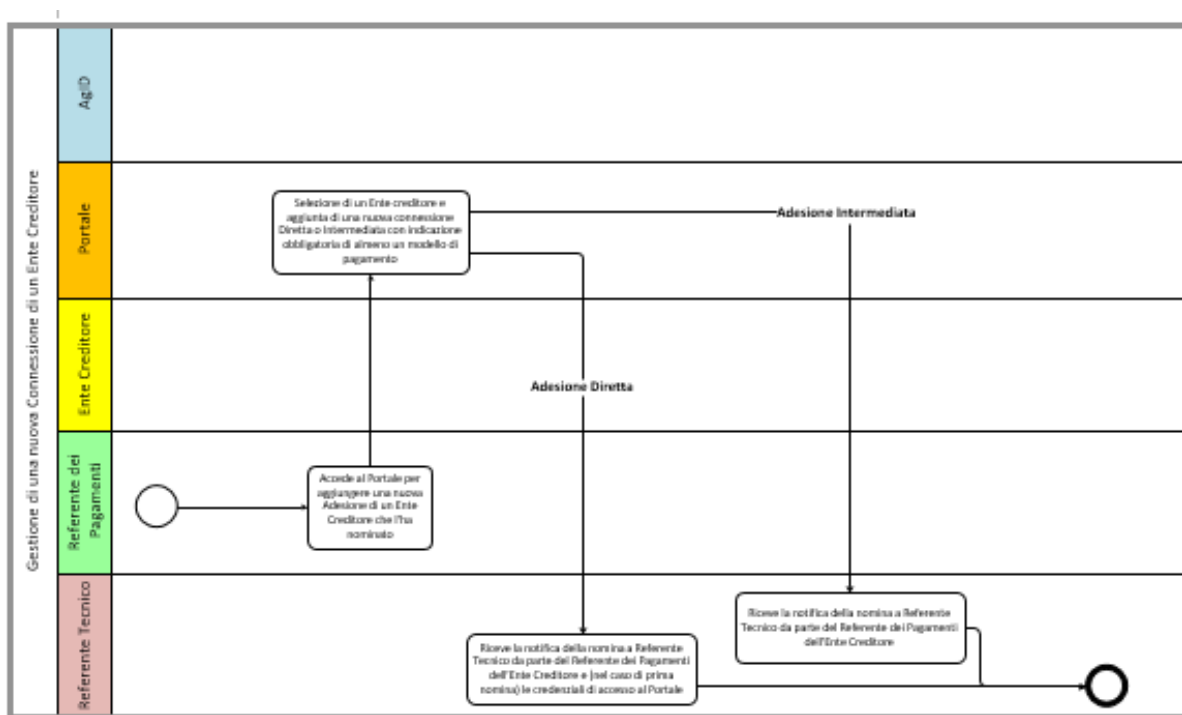 Gestione di una nuova Connessione di un Ente Creditore
AgID
Portale
Selezione di un Ente creditore e
aggiunta di una nuova connessione
Diretta o Intermediata con indicazione
obbligatoria di almeno un modello di
pagamento
Adesione Intermediata
Ente Creditore
Adesione Diretta
Referente dei
Pagamenti
Accede al Portale per
aggiungere una nuova
Adesione di un Ente
Creditore che l'ha
nominato
Referente Tecnico
Riceve la notifica della nomina a Referente
Tecnico da parte del Referente dei Pagamenti
dell'Ente Creditore e (nel caso di prima
nomina) le credenziali di accesso al Portale
Riceve la notifica della nomina a Referente
Tecnico da parte del Referente dei Pagamenti
dell'Ente Creditore